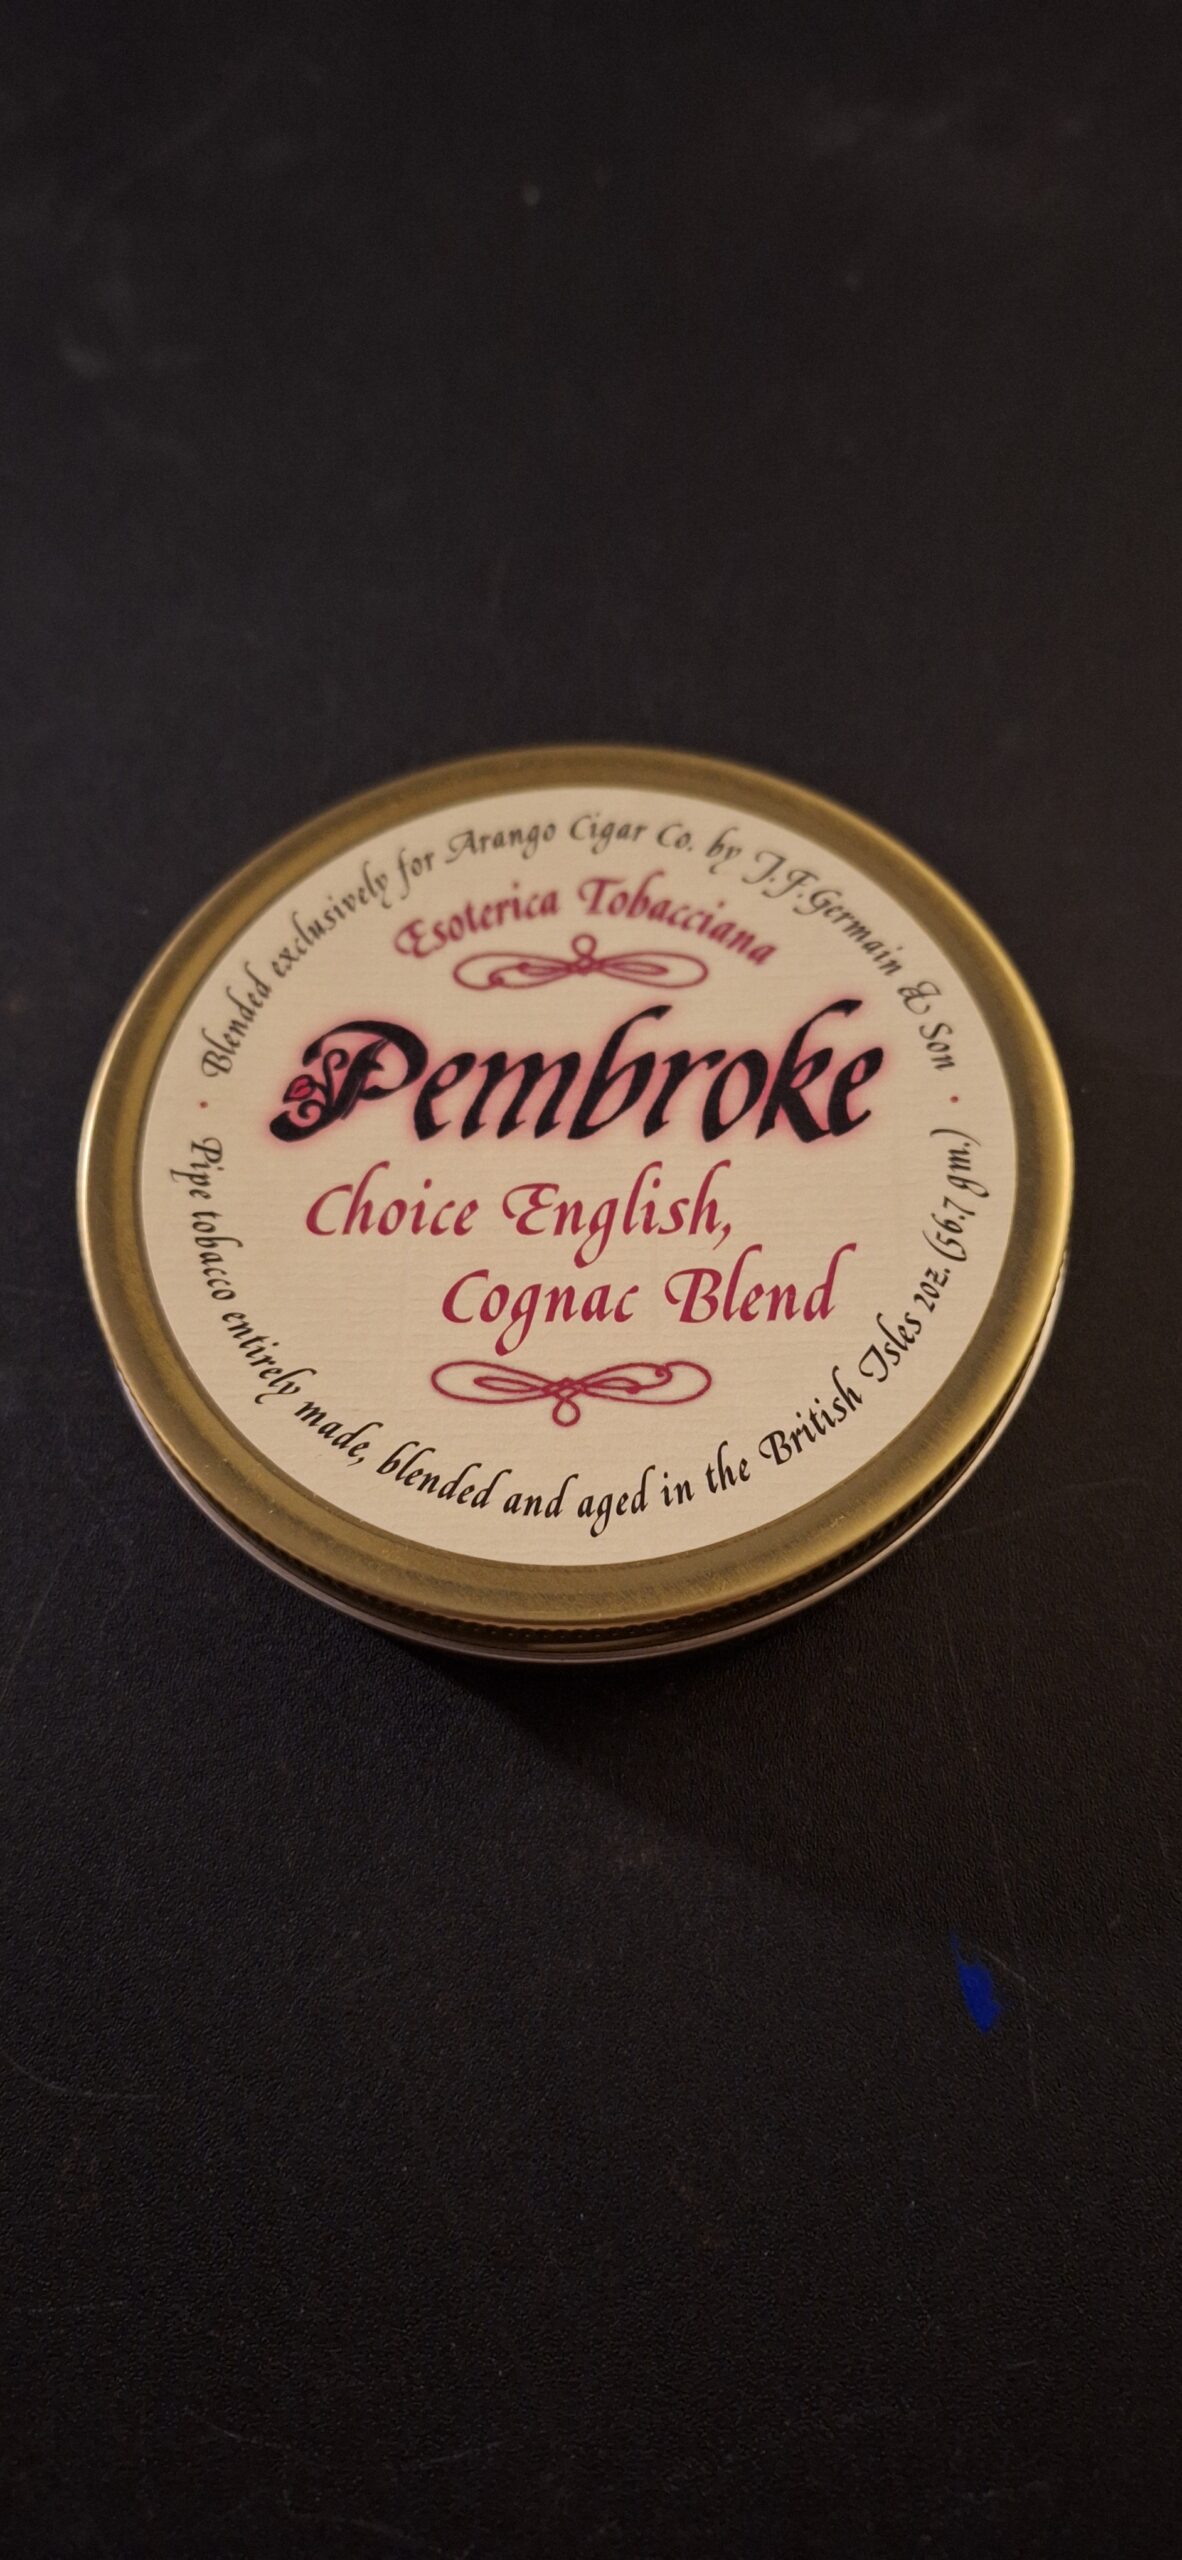 Blended exclusively for Arango Cigar Co. by J.F.Germain & Son
Esoterica Tobacciana
Pembroke
Choice English,
Cognac Blend
Pipe tobacco entirely made, blended and aged in the British Isles 2oz. (56.7 gm.)